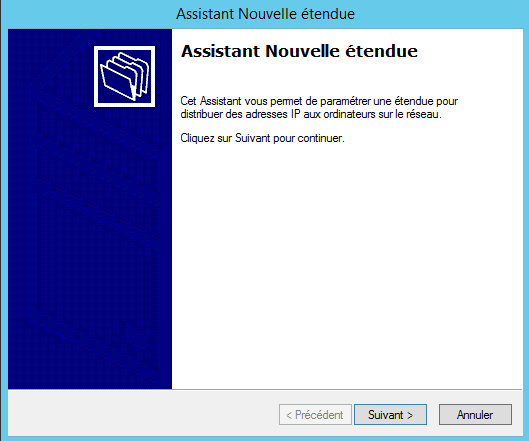 Assistant Nouvelle étendue
Assistant Nouvelle étendue
Cet Assistant vous permet de paramétrer une étendue pour
distribuer des adresses IP aux ordinateurs sur le réseau.
Cliquez sur Suivant pour continuer.
< Précédent Suivant > Annuler